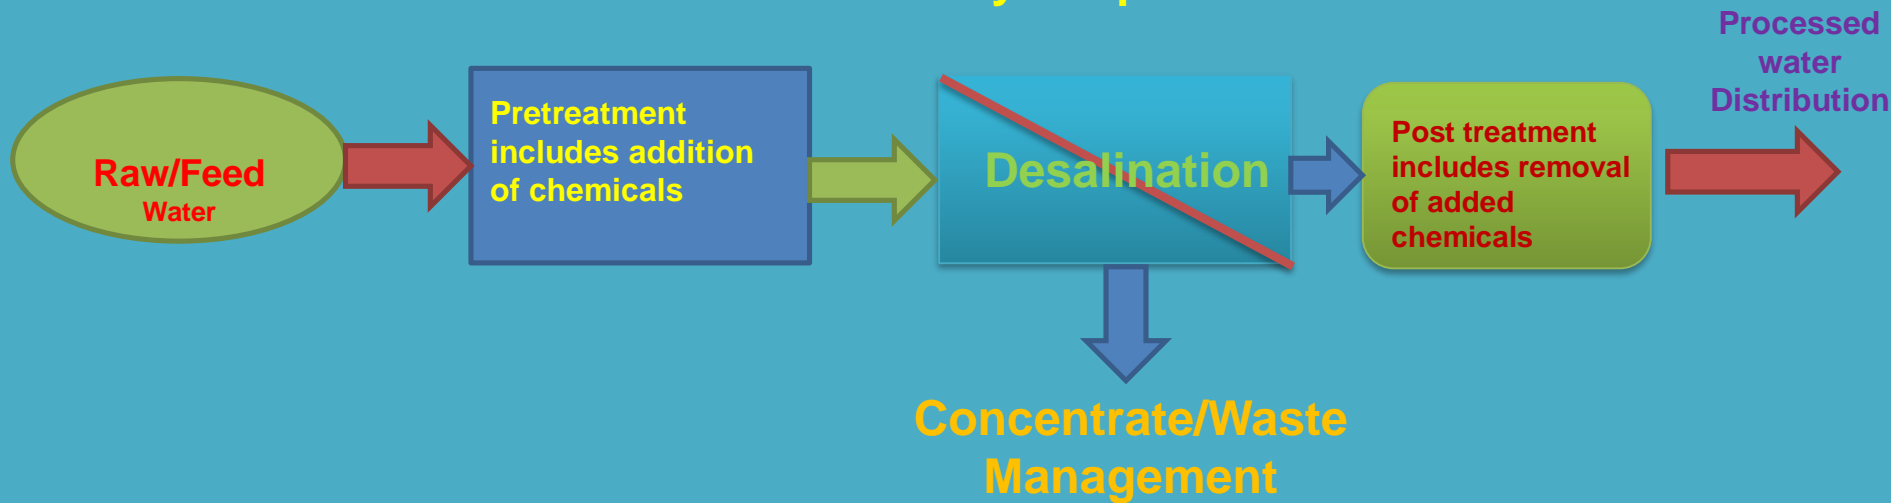 Raw/Feed
Water
Pretreatment
includes addition
of chemicals
Desalination
Post treatment
includes removal
of added
chemicals
Processed
water
Distribution
Concentrate/Waste
Management